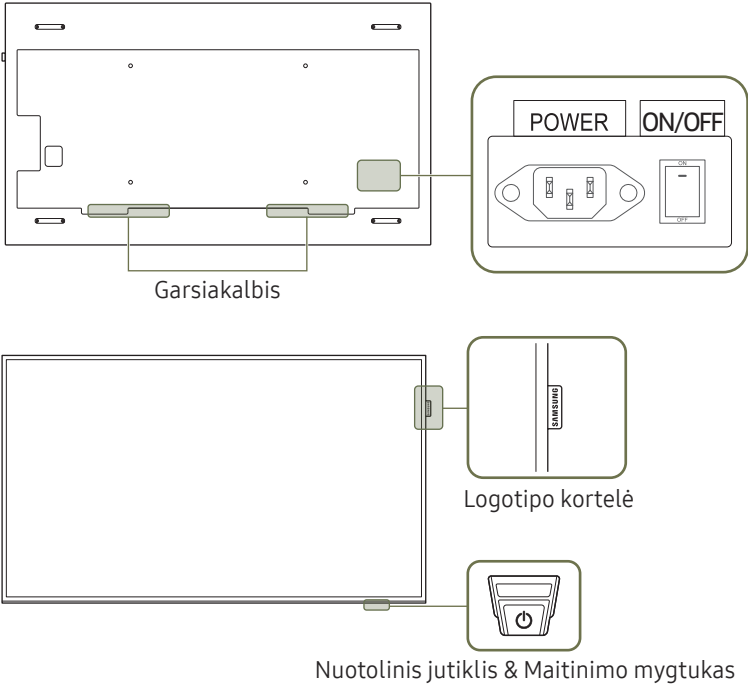 POWER
ON/OFF
ON
OFF
Garsiakalbis
SAMSUNG
Logotipo kortelė
Nuotolinis jutiklis & Maitinimo mygtukas